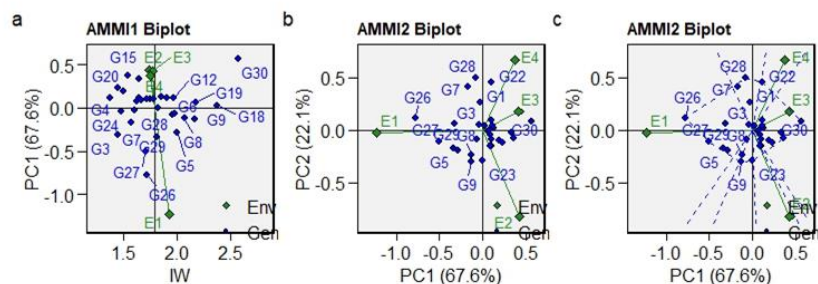 a
AMMI1 Biplot
PC1 (67.6%)
0.5
0.0
-0.5
-1.0
G15
E2
E3
G30
G20
E4
G12
G19
G4
G6
G9
G18
G24
G28
G8
G3
G7
G29
G5
G27
G26
E1
Env
Gen
1.5
2.0
2.5
IW
b
AMMI2 Biplot
PC2 (22.1%)
0.5
0.0
-0.5
E4
G28
G22
G7
G26
G1
E3
G3
E1
G27
G29
G8
G30
G5
G9
G23
E2
Env
Gen
-1.0
-0.5
0.0
0.5
PC1 (67.6%)
c
AMMI2 Biplot
PC2 (22.1%)
0.5
0.0
-0.5
E4
G28
G22
G7
G26
G1
E3
G3
E1
G27
G29
G8
G30
G5
G9
G23
E2
Env
Gen
-1.0
-0.5
0.0
0.5
PC1 (67.6%)